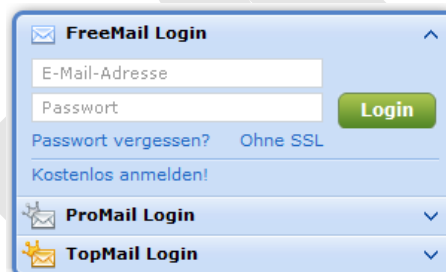 FreeMail Login
E-Mail-Adresse
Passwort
Login
Passwort vergessen? Ohne SSL
Kostenlos anmelden!
ProMail Login
TopMail Login